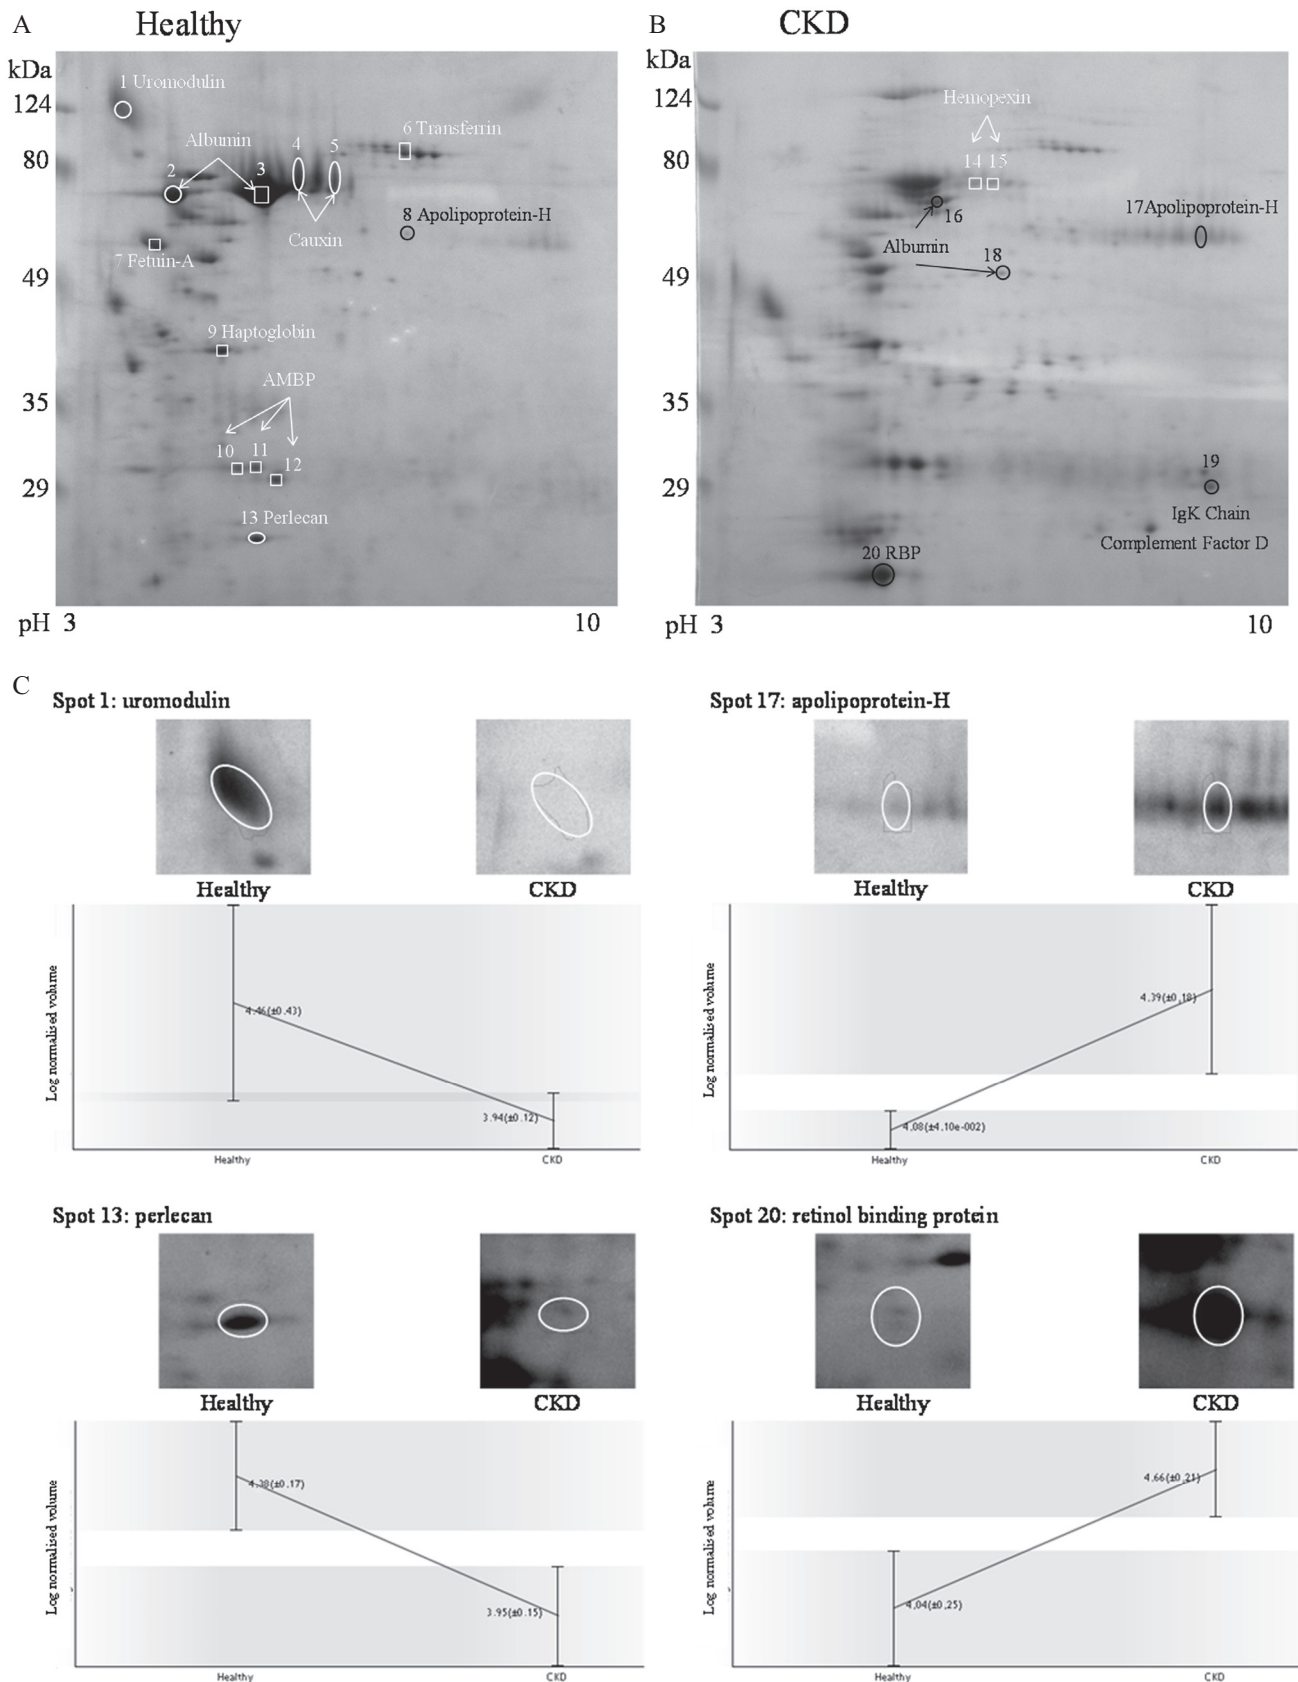 A
Healthy
kDa
124
80
49
35
29
1 Uromodulin
Albumin
2
3
4
5
6 Transferrin
Cauxin
8 Apolipoprotein-H
7 Fetuin-A
9 Haptoglobin
AMBP
10
11
12
13 Perlecan
pH 3
10
B
CKD
kDa
124
80
49
35
29
Hemopexin
14 15
16
17Apolipoprotein-H
Albumin
18
19
IgK Chain
Complement Factor D
20 RBP
pH 3
10
C
Spot 1: uromodulin
Healthy
CKD
Log normalised volume
4.46(±0.43)
3.94(±0.12)
Healthy
CKD
Spot 17: apolipoprotein-H
Healthy
CKD
Log normalised volume
4.39(±0.18)
4.08(±4.10e-002)
Healthy
CKD
Spot 13: perlecan
Healthy
CKD
Log normalised volume
4.38(±0.17)
3.95(±0.15)
Healthy
CKD
Spot 20: retinol binding protein
Healthy
CKD
Log normalised volume
4.66(±0.21)
4.04(±0.25)
Healthy
CKD